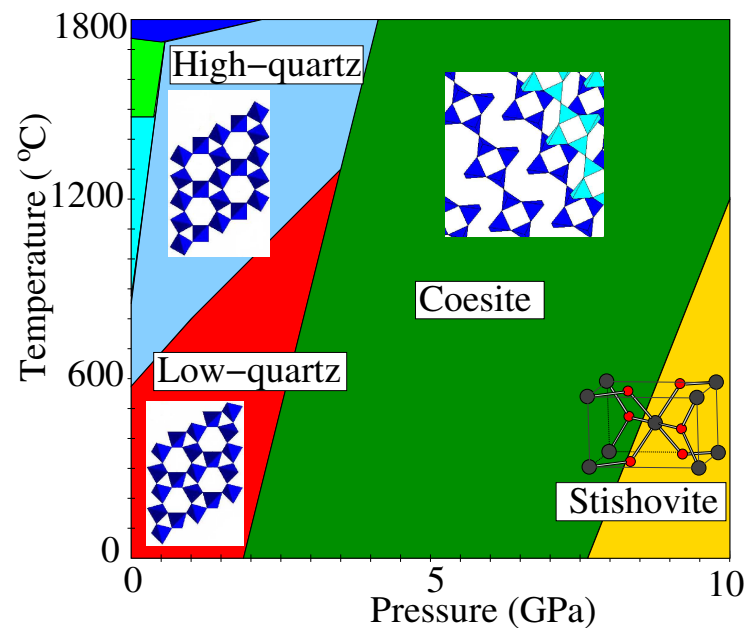 1800
High−quartz
1200
Temperature ( °C)
Coesite
Low−quartz
600
Stishovite
0
0
5
10
Pressure (GPa)